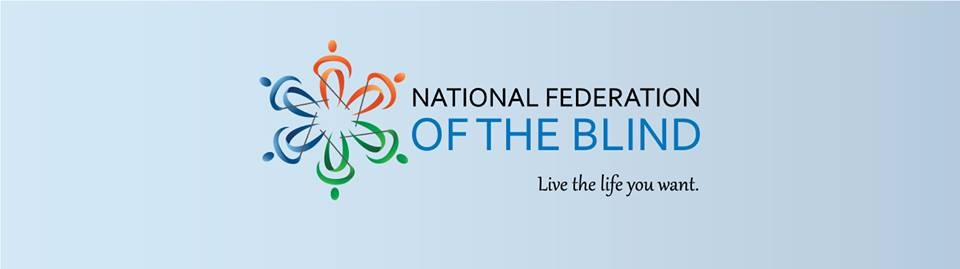 NATIONAL FEDERATION
OF THE BLIND
Live the life you want.